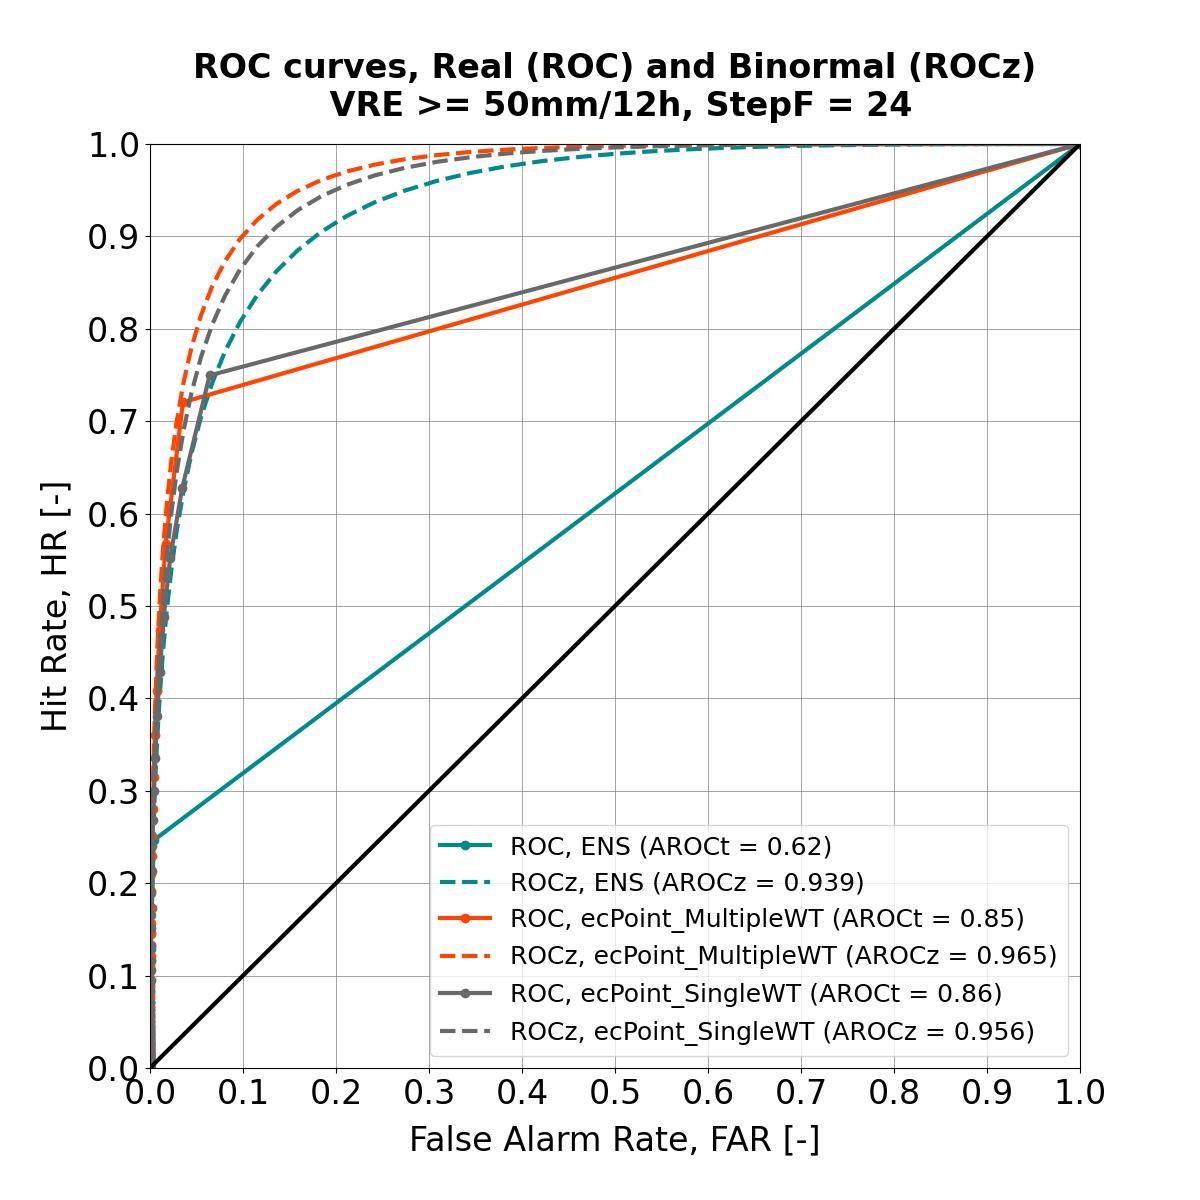 ROC curves, Real (ROC) and Binormal (ROCz)
VRE >= 50mm/12h, StepF = 24
1.0
0.9
0.8
0.7
0.6
0.5
0.4
0.3
0.2
0.1
0.0
Hit Rate, HR [-]
ROC, ENS (AROCt = 0.62)
ROCz, ENS (AROCz = 0.939)
ROC, ecPoint_MultipleWT (AROCt = 0.85)
ROCz, ecPoint_MultipleWT (AROCz = 0.965)
ROC, ecPoint_SingleWT (AROCt = 0.86)
ROCz, ecPoint_SingleWT (AROCz = 0.956)
0.0 0.1 0.2 0.3 0.4 0.5 0.6 0.7 0.8 0.9 1.0
False Alarm Rate, FAR [-]